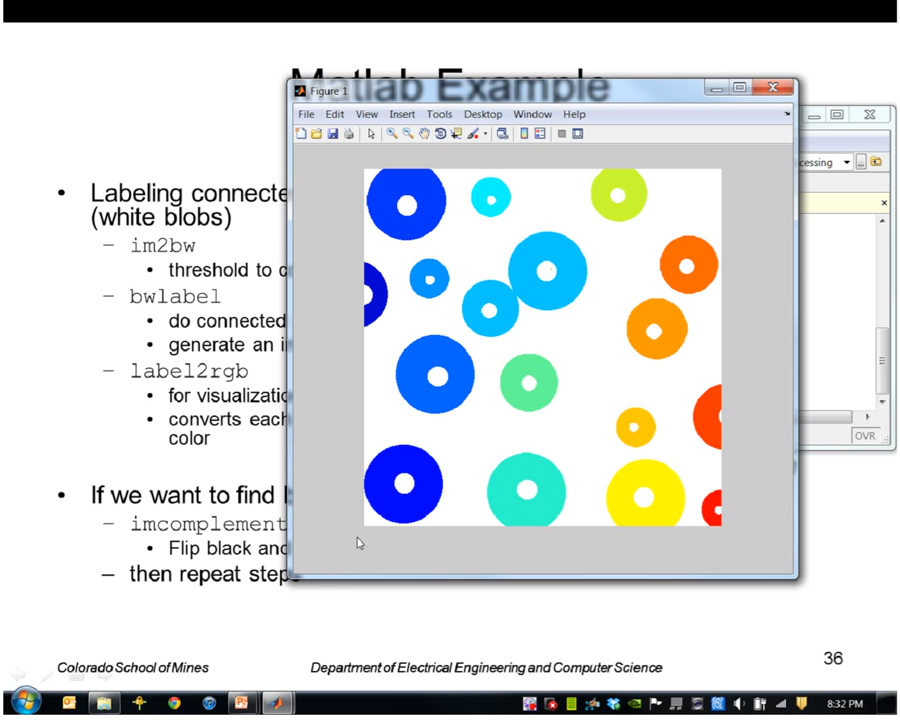 Matlab Example
Figure 1
File Edit View Insert Tools Desktop Window Help
• Labeling connecte
(white blobs)
– im2bw
• threshold to c
– bwlabel
• do connected
• generate an i
– label2rgb
• for visualizatio
• converts each
color
• If we want to find
– imcomplement
• Flip black and
– then repeat steps
cessing
OVR
Colorado School of Mines
Department of Electrical Engineering and Computer Science
36
8:32 PM